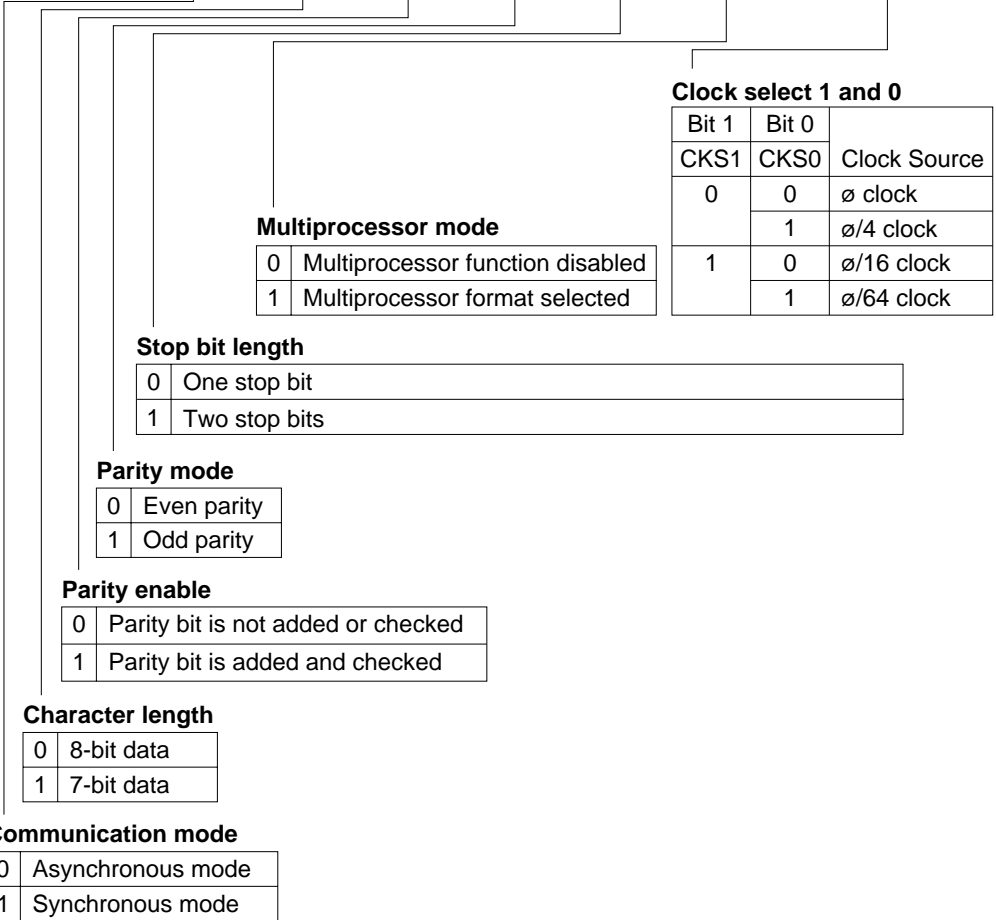 Clock select 1 and 0
Bit 1 Bit 0
CKS1 CKS0 Clock Source
0 0 ø clock
1 ø/4 clock
1 0 ø/16 clock
1 ø/64 clock
Multiprocessor mode
0 Multiprocessor function disabled
1 Multiprocessor format selected
Stop bit length
0 One stop bit
1 Two stop bits
Parity mode
0 Even parity
1 Odd parity
Parity enable
0 Parity bit is not added or checked
1 Parity bit is added and checked
Character length
0 8-bit data
1 7-bit data
Communication mode
0 Asynchronous mode
1 Synchronous mode